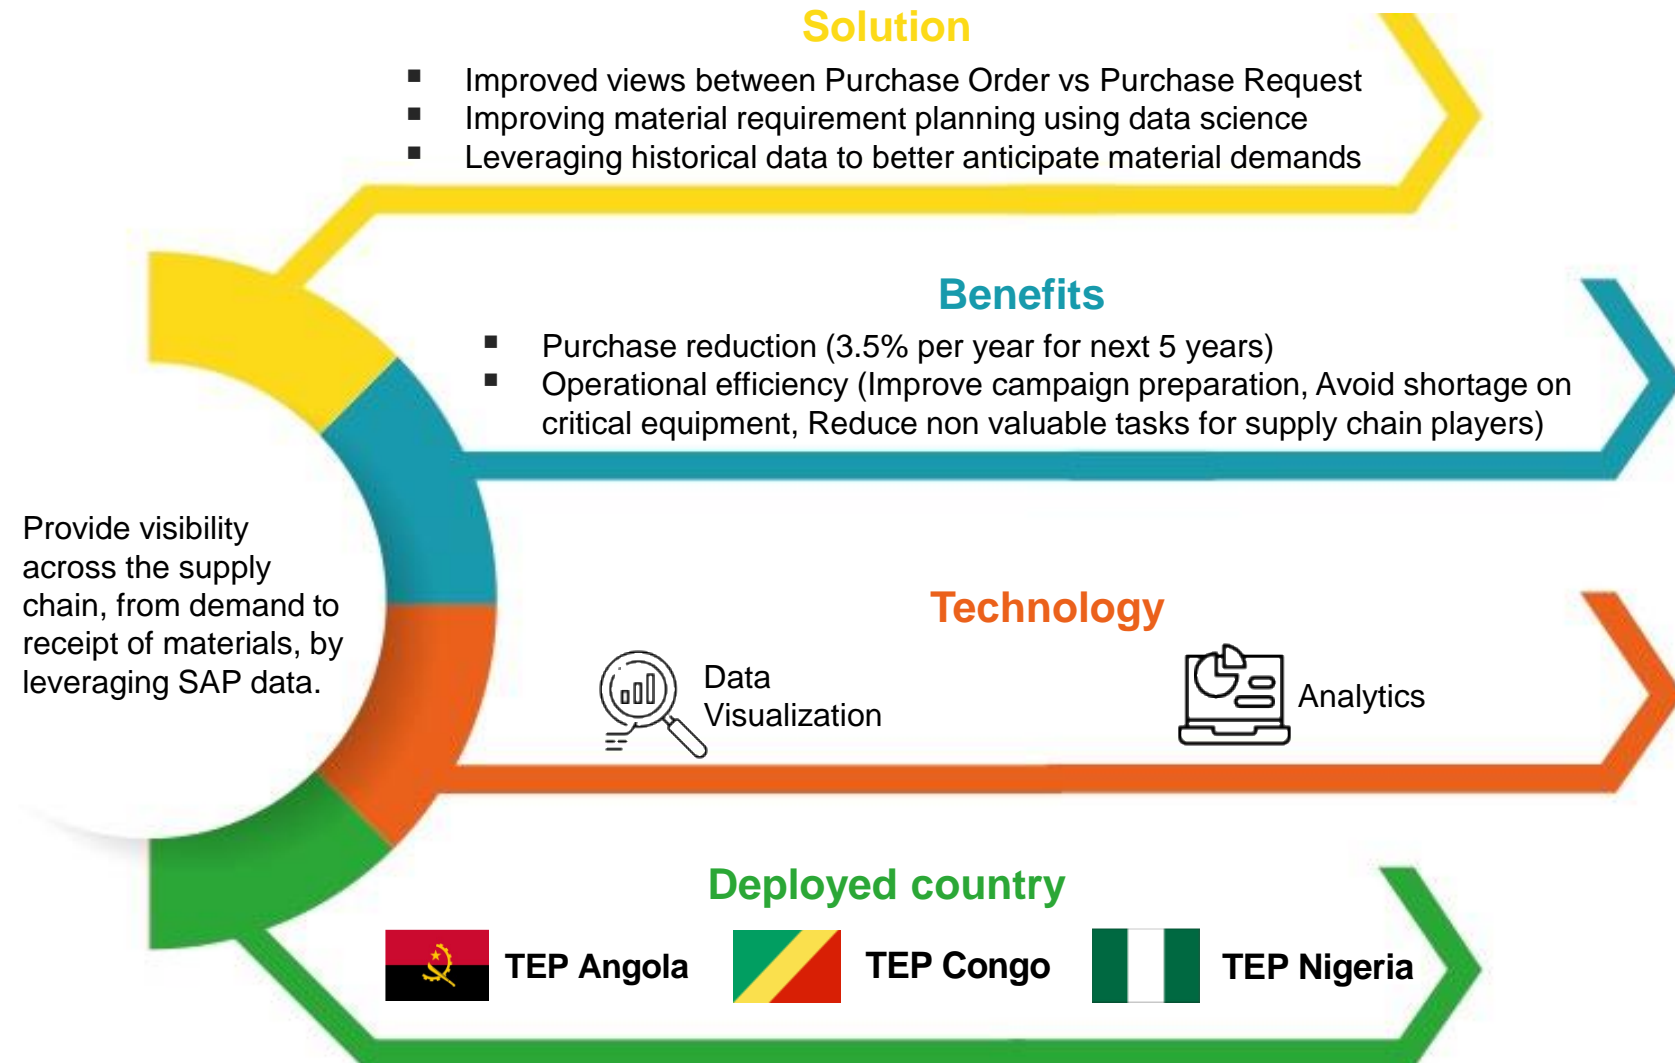 Solution
▪ Improved views between Purchase Order vs Purchase Request
▪ Improving material requirement planning using data science
▪ Leveraging historical data to better anticipate material demands
Benefits
▪ Purchase reduction (3.5% per year for next 5 years)
▪ Operational efficiency (Improve campaign preparation, Avoid shortage on
critical equipment, Reduce non valuable tasks for supply chain players)
Provide visibility
across the supply
chain, from demand to
receipt of materials, by
leveraging SAP data.
Technology
Data
Visualization
Analytics
Deployed country
TEP Angola
TEP Congo
TEP Nigeria